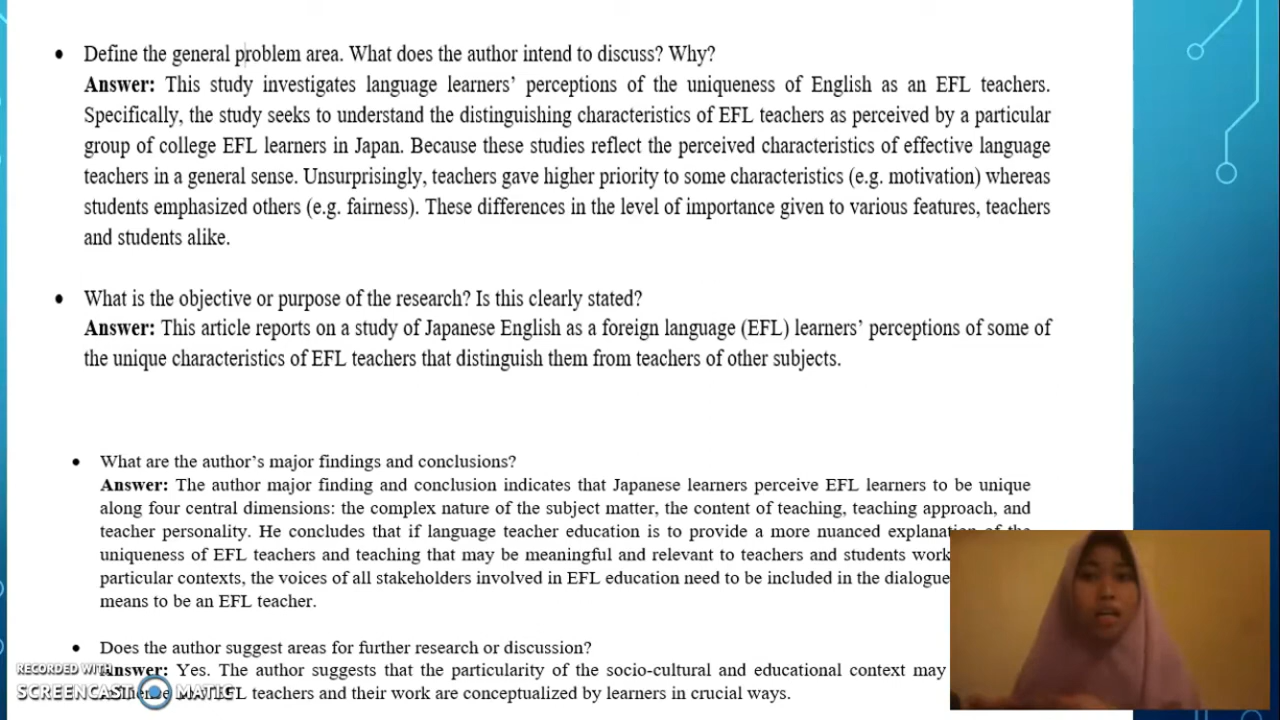 • Define the general problem area. What does the author intend to discuss? Why?
Answer: This study investigates language learners’ perceptions of the uniqueness of English as an EFL teachers.
Specifically, the study seeks to understand the distinguishing characteristics of EFL teachers as perceived by a particular
group of college EFL learners in Japan. Because these studies reflect the perceived characteristics of effective language
teachers in a general sense. Unsurprisingly, teachers gave higher priority to some characteristics (e.g. motivation) whereas
students emphasized others (e.g. fairness). These differences in the level of importance given to various features, teachers
and students alike.
• What is the objective or purpose of the research? Is this clearly stated?
Answer: This article reports on a study of Japanese English as a foreign language (EFL) learners’ perceptions of some of
the unique characteristics of EFL teachers that distinguish them from teachers of other subjects.
• What are the author’s major findings and conclusions?
Answer: The author major finding and conclusion indicates that Japanese learners perceive EFL learners to be unique
along four central dimensions: the complex nature of the subject matter, the content of teaching, teaching approach, and
teacher personality. He concludes that if language teacher education is to provide a more nuanced explanation of the
uniqueness of EFL teachers and teaching that may be meaningful and relevant to teachers and students work
particular contexts, the voices of all stakeholders involved in EFL education need to be included in the dialogue
means to be an EFL teacher.
• Does the author suggest areas for further research or discussion?
Answer: Yes. The author suggests that the particularity of the socio-cultural and educational context may
EFL teachers and their work are conceptualized by learners in crucial ways.
RECORDED WITH
SCREENCAST MATIC